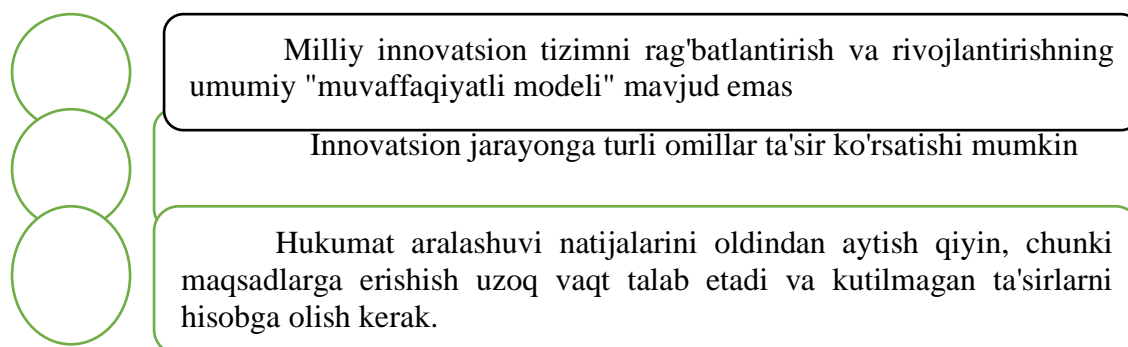 Milliy innovatsion tizimni rag'batlantirish va rivojlantirishning
umumiy "muvaffaqiyatli modeli" mavjud emas
Innovatsion jarayonga turli omillar ta'sir ko'rsatishi mumkin
Hukumat aralashuvi natijalarini oldindan aytish qiyin, chunki
maqsadlarga erishish uzoq vaqt talab etadi va kutilmagan ta'sirlarni
hisobga olish kerak.